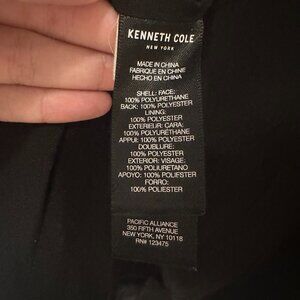 KENNETH COLE
NEW YORK
MADE IN CHINA
FABRIQUÉ EN CHINE
HECHO EN CHINA
SHELL: FACE:
100% POLYURETHANE
BACK: 100% POLYESTER
LINING:
100% POLYESTER
EXTERIEUR: CARA:
100% POLYURETHANE
APPUI: 100% POLYESTER
DOUBLURE:
100% POLYESTER
EXTERIOR: VISAGE:
100% POLIURETANO
APOYO: 100% POLIESTER
FORRO:
100% POLIESTER
PACIFIC ALLIANCE
350 FIFTH AVENUE
NEW YORK, NY 10118
RN# 123475